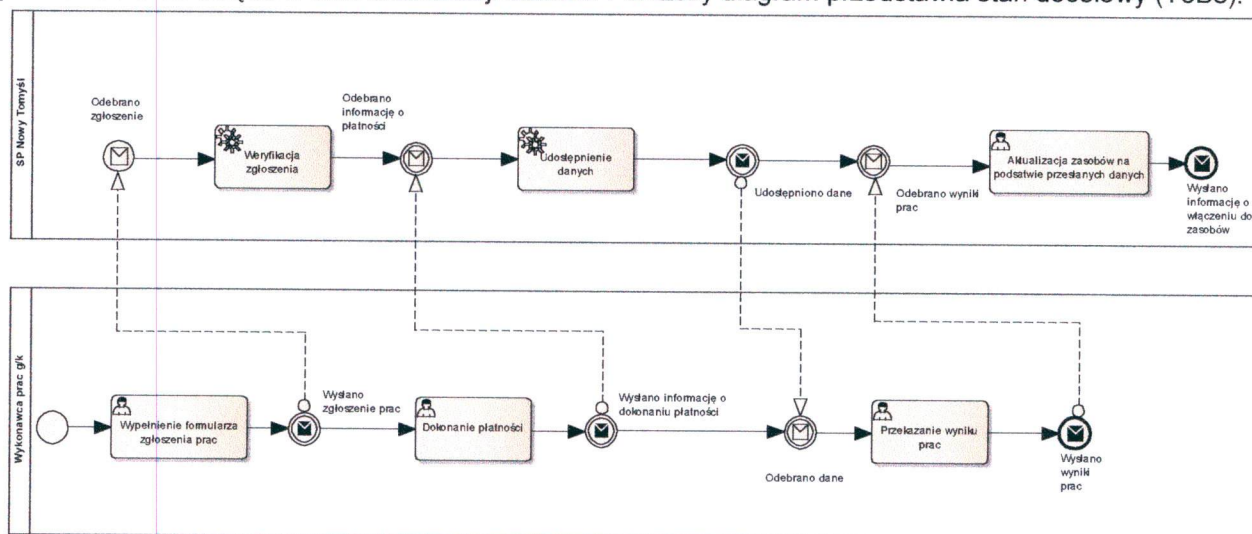 diagram przedstawna stan docelowy (ToBe).
SP Nowy Tomyśl
Odebrano
zgłoszenie
Weryfikacja
zgłoszenia
Odebrano
informację o
płatności
Udostępnienie
danych
Udostępniono dane
Odebrano wyniki
prac
Aktualizacja zasobów na
podsatwie przesłanych danych
Wysłano
informację o
włączeniu do
zasobów
Wykonawca prac g/k
Wypełnienie formularza
zgłoszenia prac
Wysłano
zgłoszenie prac
Dokonanie płatności
Wysłano informację o
dokonaniu płatności
Odebrano dane
Przekazanie wyniku
prac
Wysłano
wyniki
prac